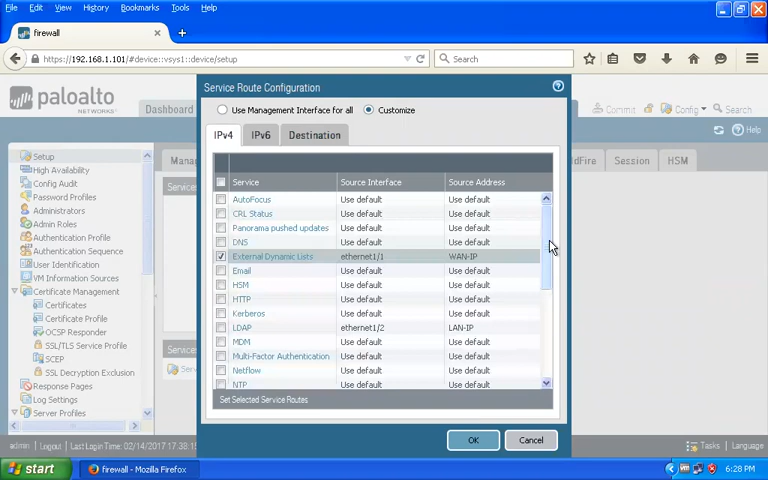 File Edit View History Bookmarks Tools Help
firewall
https://192.168.1.101/#device::vsys1::device/setup
Search
paloalto
NETWORKS
Dashboard
Commit Config Search
Help
Service Route Configuration
Use Management Interface for all Customize
IPv4 IPv6 Destination
Service Source Interface Source Address
AutoFocus Use default Use default
CRL Status Use default Use default
Panorama pushed updates Use default Use default
DNS Use default Use default
External Dynamic Lists ethernet1/1 WAN-IP
Email Use default Use default
HSM Use default Use default
HTTP Use default Use default
Kerberos Use default Use default
LDAP ethernet1/2 LAN-IP
MDM Use default Use default
Multi-Factor Authentication Use default Use default
Netflow Use default Use default
NTP Use default Use default
Set Selected Service Routes
OK Cancel
Setup
High Availability
Config Audit
Password Profiles
Administrators
Admin Roles
Authentication Profile
Authentication Sequence
User Identification
VM Information Sources
Certificate Management
Certificates
Certificate Profile
OCSP Responder
SSL/TLS Service Profile
SCEP
SSL Decryption Exclusion
Response Pages
Log Settings
Server Profiles
Mana
Services
Services
Serv
dFire Session HSM
admin | Logout | Last Login Time: 02/14/2017 17:38:15
Tasks | Language
start
firewall - Mozilla Firefox
6:28 PM